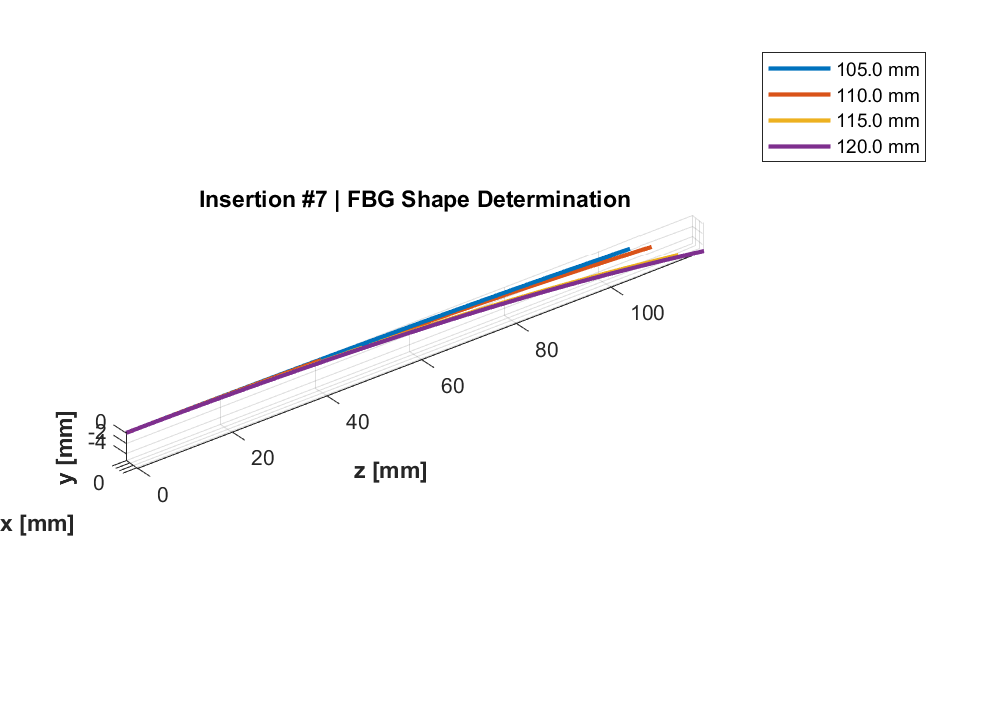 105.0 mm
110.0 mm
115.0 mm
120.0 mm
Insertion #7 | FBG Shape Determination
100
80
60
40
20
0
z [mm]
0
-2
-4
y [mm]
0
x [mm]